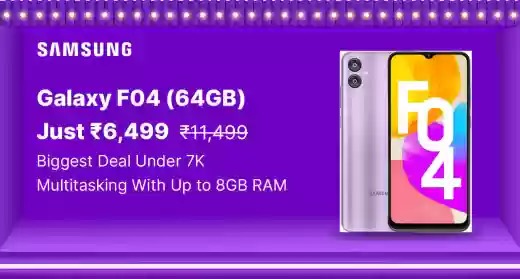 SAMSUNG
Galaxy F04 (64GB)
Just ₹6,499 ₹11,499
Biggest Deal Under 7K
Multitasking With Up to 8GB RAM
SAMSUNG
F04